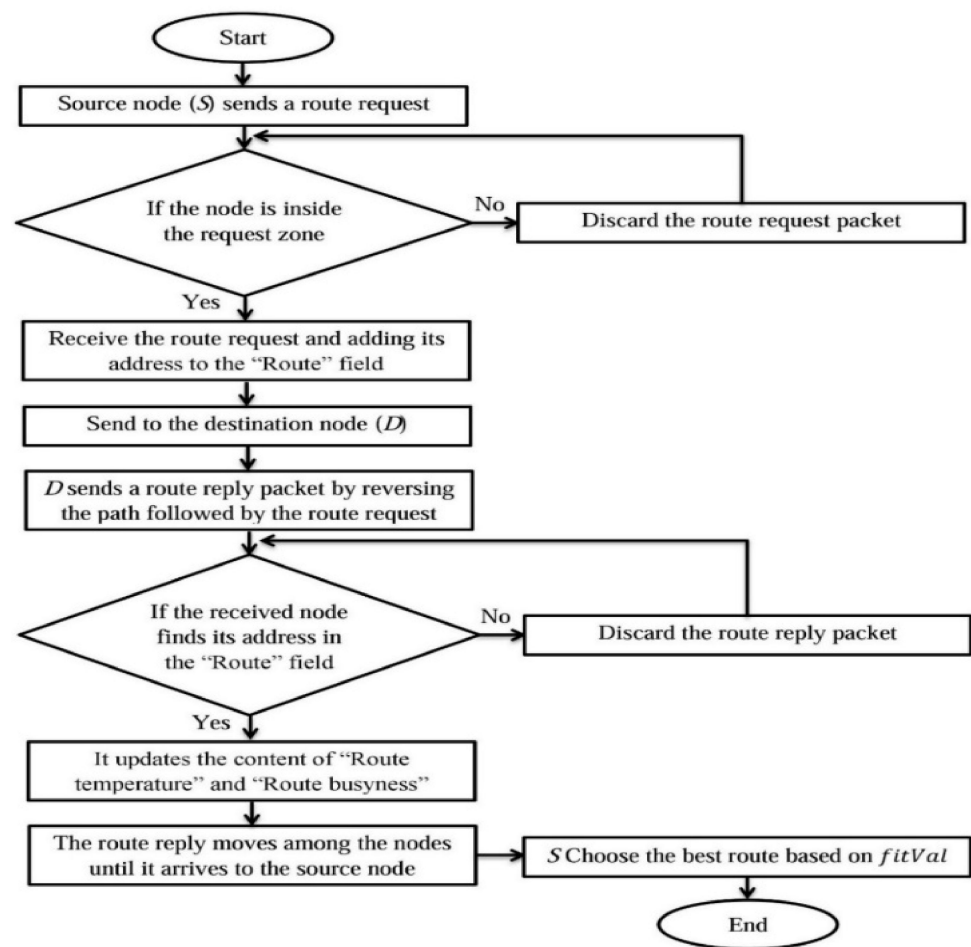 Start
Source node (S) sends a route request
If the node is inside
the request zone
No
Discard the route request packet
Yes
Receive the route request and adding its
address to the “Route” field
Send to the destination node (D)
D sends a route reply packet by reversing
the path followed by the route request
If the received node
finds its address in
the “Route” field
No
Discard the route reply packet
Yes
It updates the content of “Route
temperature” and “Route busyness”
The route reply moves among the nodes
until it arrives to the source node
S Choose the best route based on fitVal
End